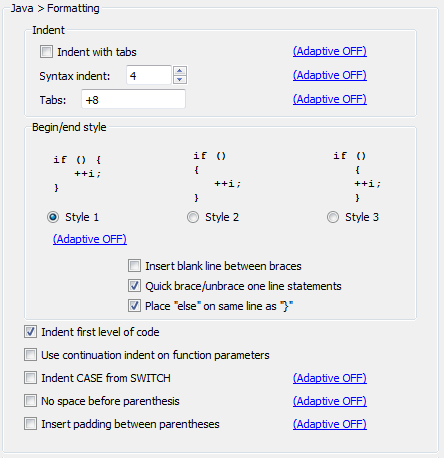 Java > Formatting
Indent
Indent with tabs (Adaptive OFF)
Syntax indent: 4 (Adaptive OFF)
Tabs: +8 (Adaptive OFF)
Begin/end style
if () {
++i;
}
if ()
{
++i;
}
if ()
{
++i;
}
Style 1 Style 2 Style 3
(Adaptive OFF)
Insert blank line between braces
Quick brace/unbrace one line statements
Place "else" on same line as "}"
Indent first level of code
Use continuation indent on function parameters
Indent CASE from SWITCH (Adaptive OFF)
No space before parenthesis (Adaptive OFF)
Insert padding between parentheses (Adaptive OFF)